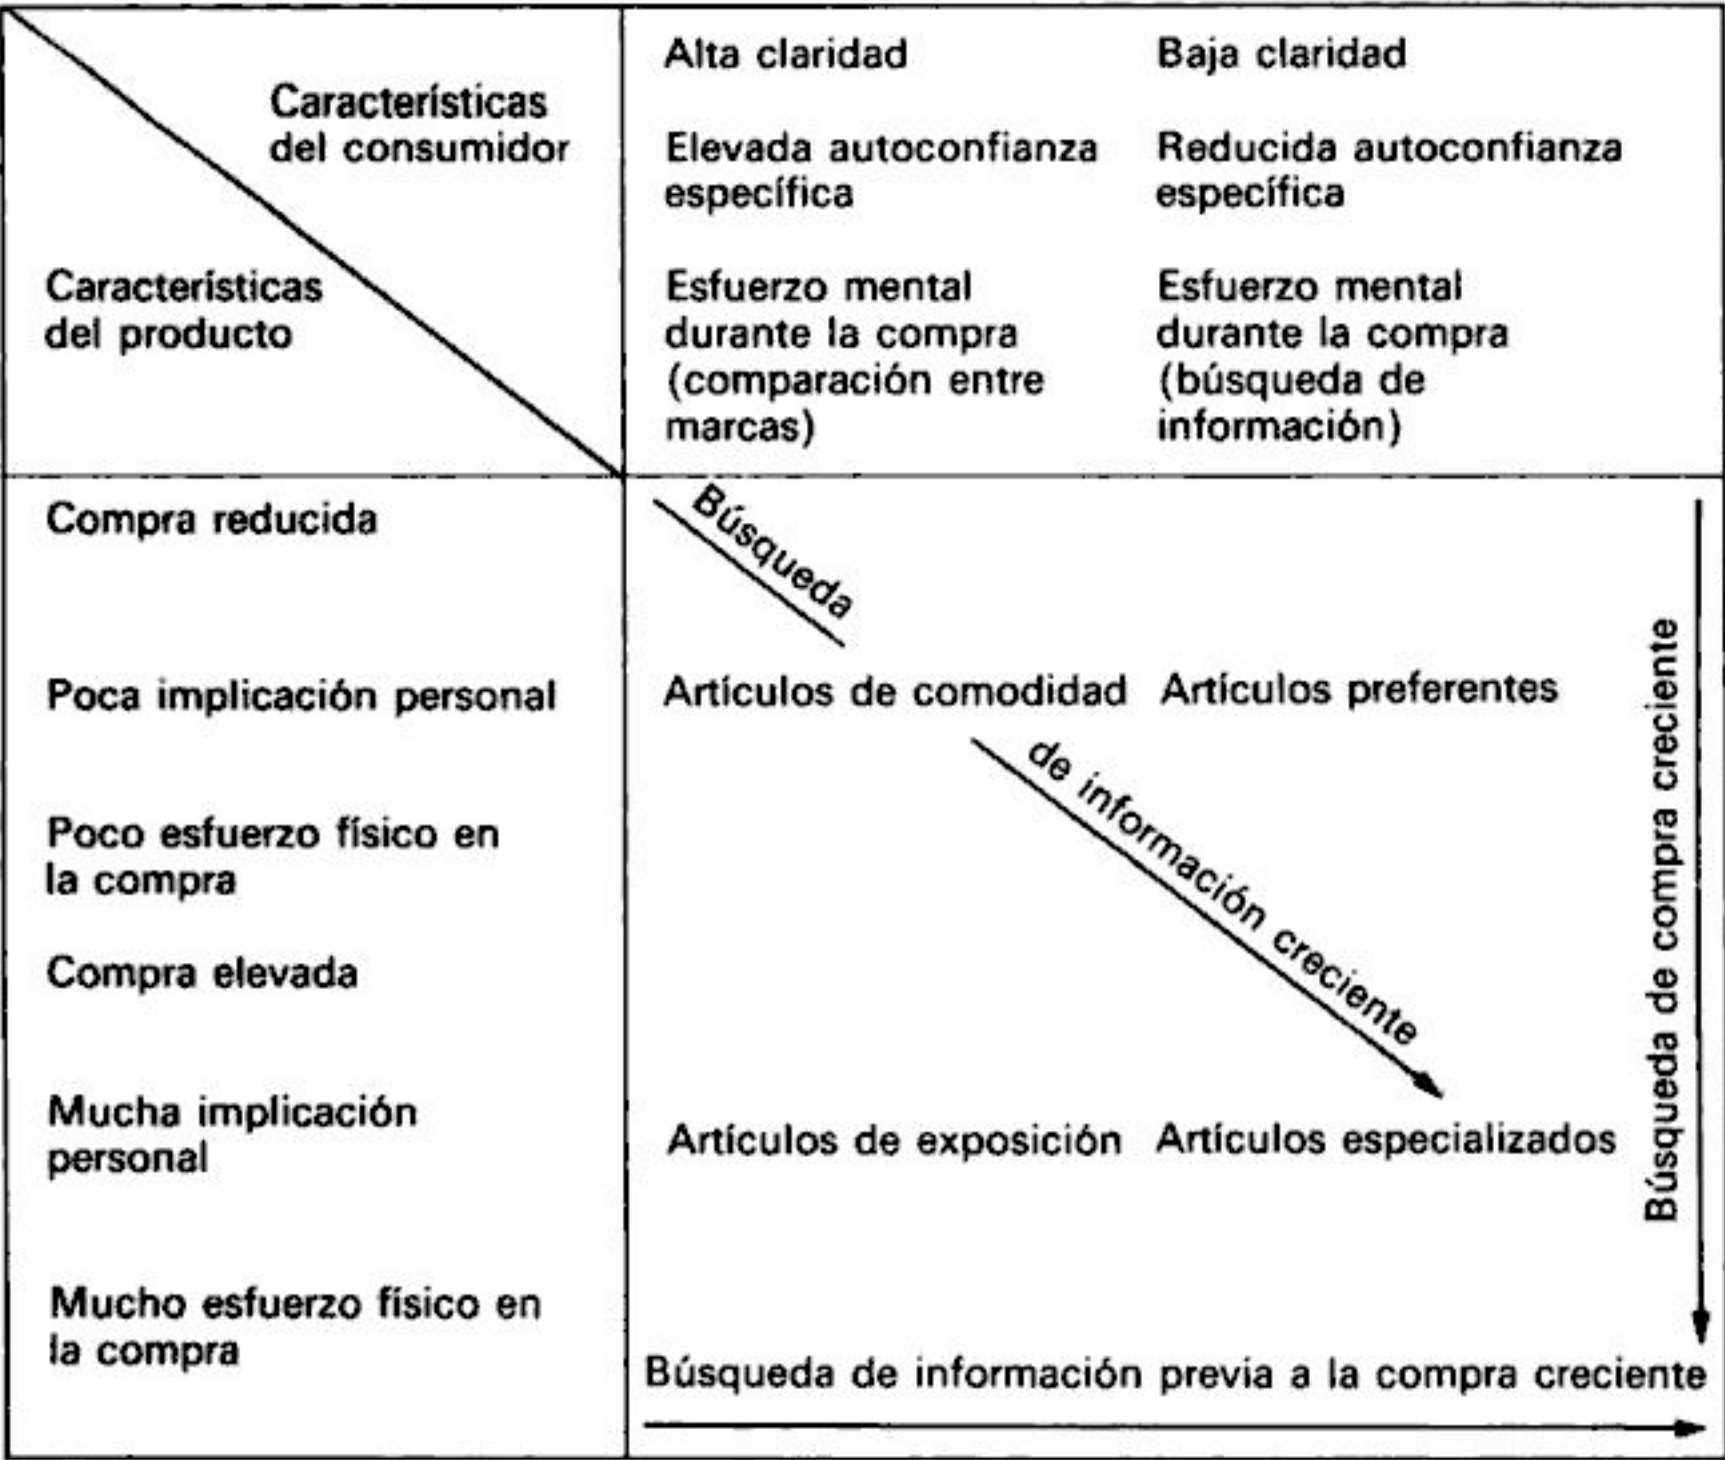 Características
del consumidor
Características
del producto
Alta claridad
Baja claridad
Elevada autoconfianza
específica
Reducida autoconfianza
específica
Esfuerzo mental
durante la compra
(comparación entre
marcas)
Esfuerzo mental
durante la compra
(búsqueda de
información)
Compra reducida
Poca implicación personal
Poco esfuerzo físico en
la compra
Compra elevada
Mucha implicación
personal
Mucho esfuerzo físico en
la compra
Búsqueda
Artículos de comodidad
Artículos preferentes
de información creciente
Artículos de exposición
Artículos especializados
Búsqueda de compra creciente
Búsqueda de información previa a la compra creciente